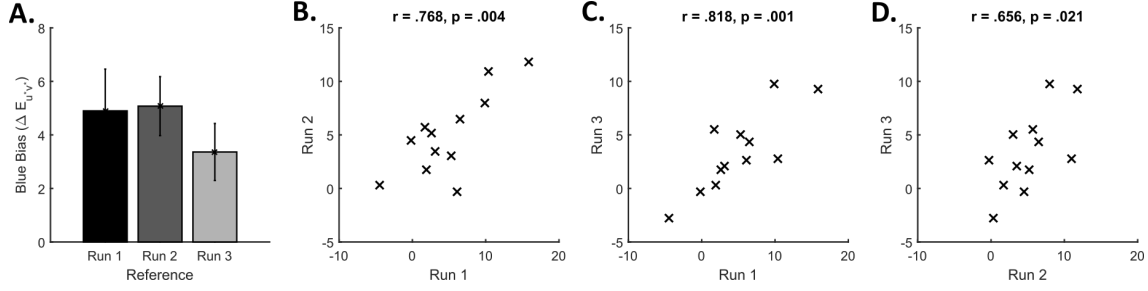 A.
Blue Bias (Δ E u*v*)
8
6
4
2
0
Run 1 Run 2 Run 3
Reference
B.
r = .768, p = .004
Run 2
15
10
5
0
-5
-10 0 10 20
Run 1
C.
r = .818, p = .001
Run 3
15
10
5
0
-5
-10 0 10 20
Run 1
D.
r = .656, p = .021
Run 3
15
10
5
0
-5
-10 0 10 20
Run 2